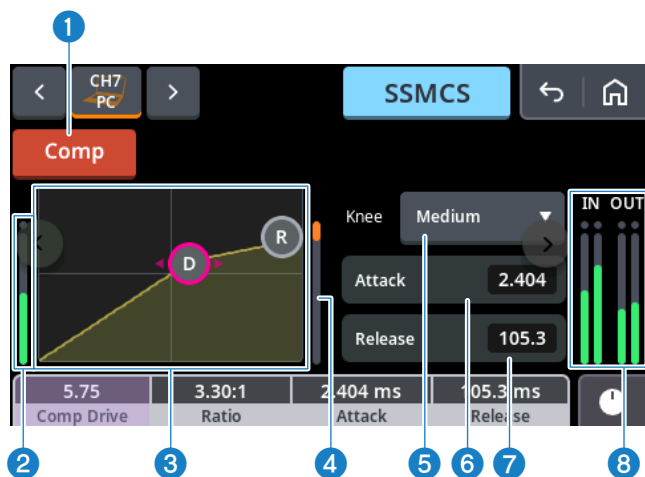 1
CH7
PC
SSMCS
Comp
IN OUT
Knee Medium
R
D
Attack 2.404
Release 105.3
5.75 3.30:1 2.404 ms 105.3 ms
Comp Drive Ratio Attack Release
2 3 4 5 6 7 8